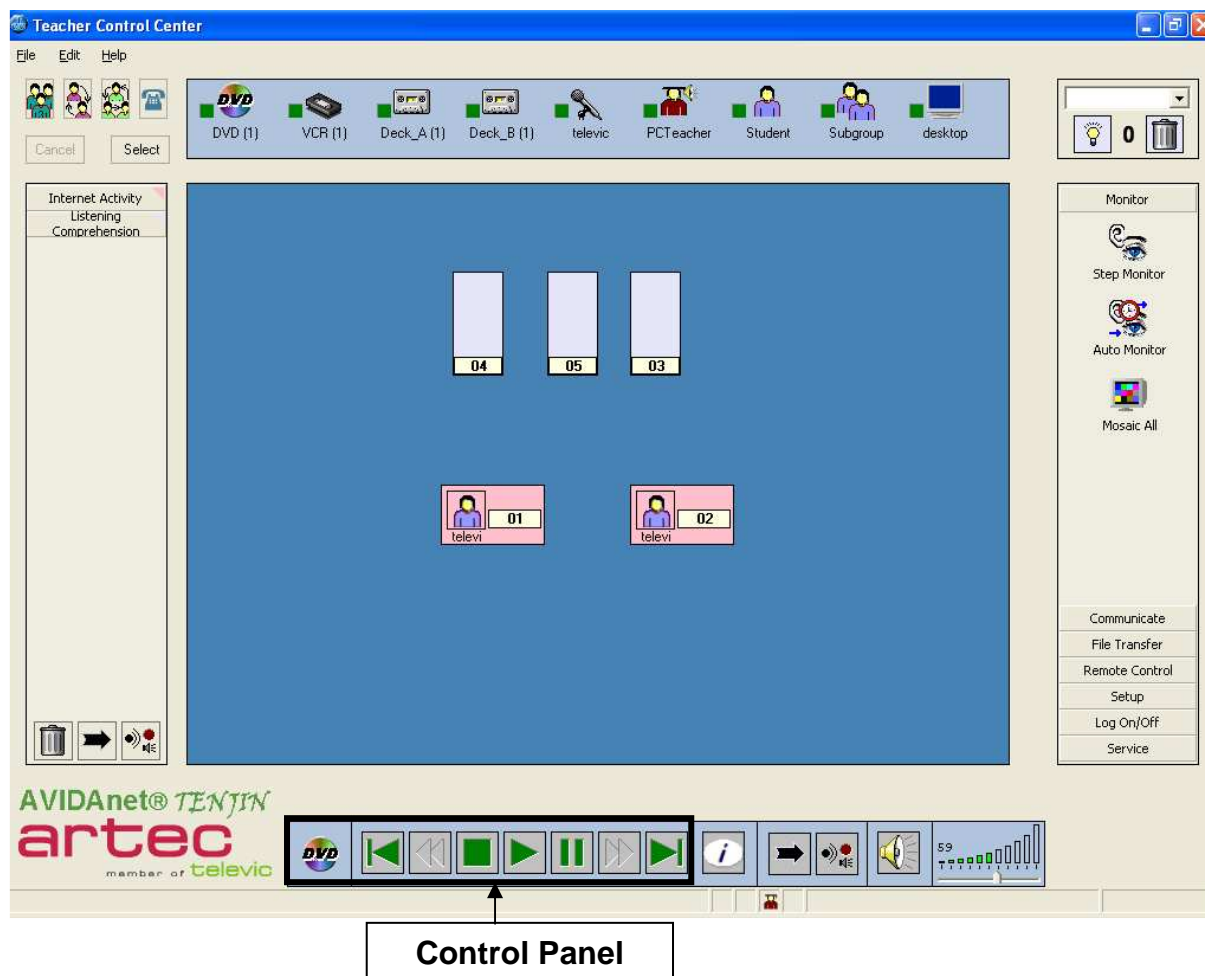 Teacher Control Center
File Edit Help
DVD
DVD (1) VCR (1) Deck_A (1) Deck_B (1) televic PCTeacher Student Subgroup desktop
Cancel Select
0
Internet Activity
Listening
Comprehension
Monitor
Step Monitor
Auto Monitor
Mosaic All
04 05 03
01 02
televi televi
Communicate
File Transfer
Remote Control
Setup
Log On/Off
Service
AVIDAnet® TENJIN
artec
member of televic
DVD i 59
Control Panel